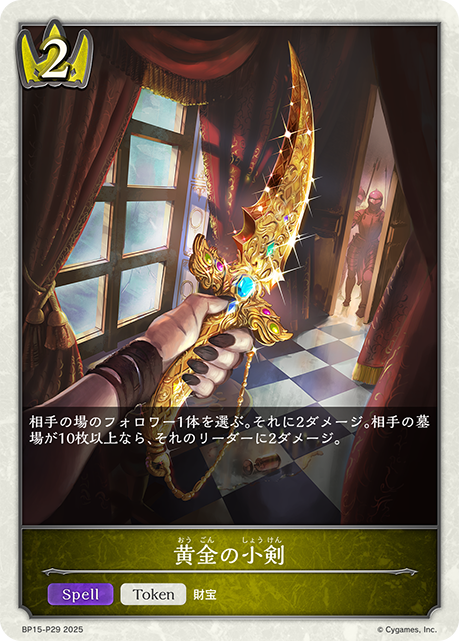 2
相手の場のフォロワー1体を選ぶ。それに2ダメージ。相手の墓
場が10枚以上なら、それのリーダーに2ダメージ。
おうごん しょうけん
黄金の小剣
Spell Token 財宝
BP15-P29 2025 © Cygames, Inc.